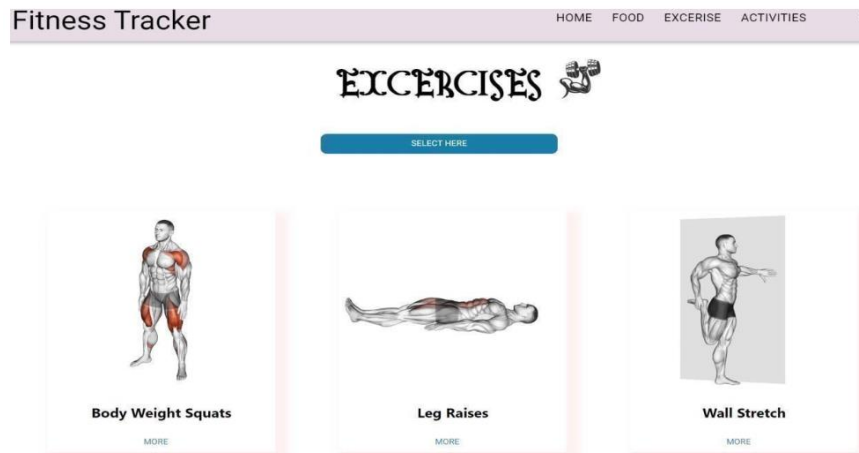 Fitness Tracker HOME FOOD EXCERISE ACTIVITIES
EXCERCISES
SELECT HERE
Body Weight Squats Leg Raises Wall Stretch
MORE MORE MORE